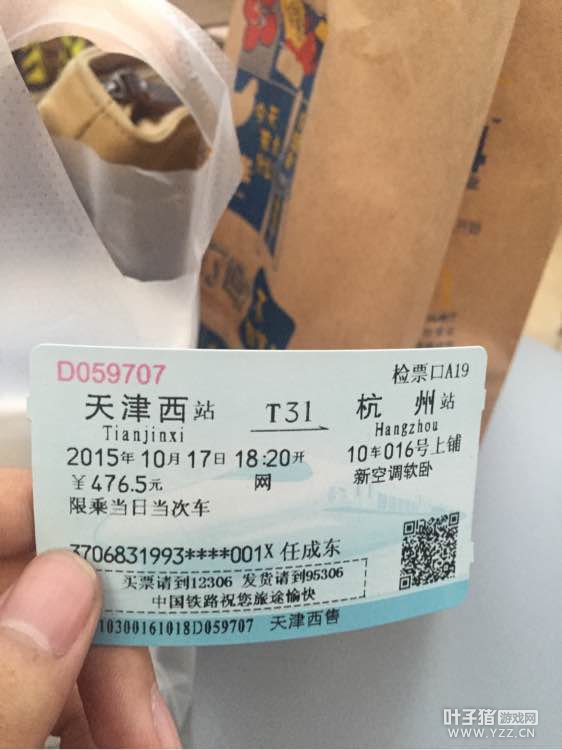 今天
D059707
检票口A19
天津西站 T31 杭州站
Tianjinxi Hangzhou
2015年10月17日18:20开 10车016号上铺
￥476.5元 网 新空调软卧
限乘当日当次车
3706831993****001X 任成东
买票请到12306 发货请到95306
中国铁路祝您旅途愉快
10300161018D059707 天津西售
叶子猪游戏网
WWW.YZZ.CN